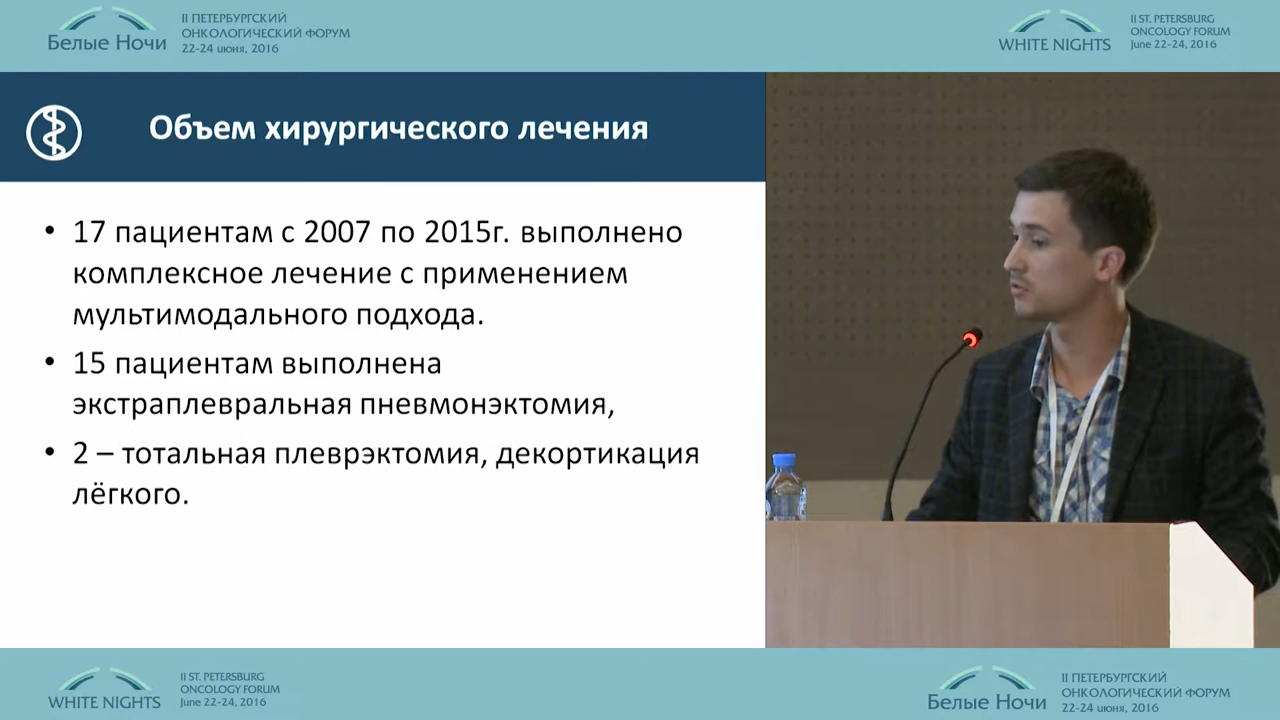 Белые Ночи
II ПЕТЕРБУРГСКИЙ
ОНКОЛОГИЧЕСКИЙ ФОРУМ
22-24 июня, 2016
WHITE NIGHTS
II ST. PETERSBURG
ONCOLOGY FORUM
June 22-24, 2016
Объем хирургического лечения
• 17 пациентам с 2007 по 2015г. выполнено
комплексное лечение с применением
мультимодального подхода.
• 15 пациентам выполнена
экстраплевральная пневмонэктомия,
• 2 – тотальная плеврэктомия, декортикация
лёгкого.
WHITE NIGHTS
II ST. PETERSBURG
ONCOLOGY FORUM
June 22-24, 2016
Белые Ночи
II ПЕТЕРБУРГСКИЙ
ОНКОЛОГИЧЕСКИЙ ФОРУМ
22-24 июня, 2016